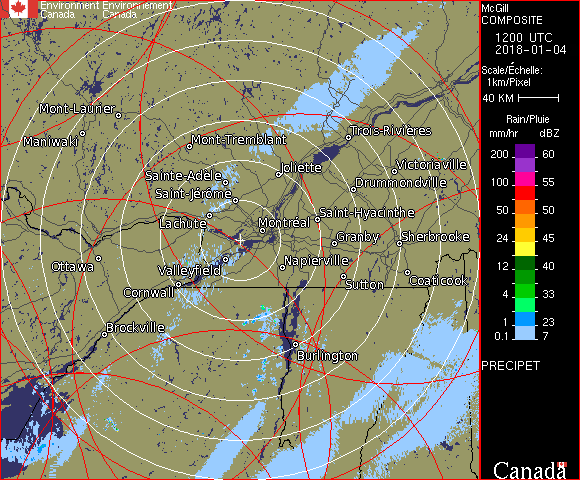 Environment Environnement
Canada Canada
McGill
COMPOSITE
1200 UTC
2018-01-04
Scale/Échelle:
1km/Pixel
40 KM
Rain/Pluie
mm/hr dBZ
200 60
100 55
50 50
24 45
12 40
4 33
1 23
0.1 7
PRECIPET
Canada
Mont-Laurier
Maniwaki
Mont-Tremblant
Trois-Rivières
Joliette
Victoriaville
Sainte-Adèle
Drummondville
Saint-Jérôme
Saint-Hyacinthe
Lachute
Montréal
Granby
Sherbrooke
Ottawa
Valleyfield
Napierville
Cornwall
Sutton
Coaticook
Brockville
Burlington